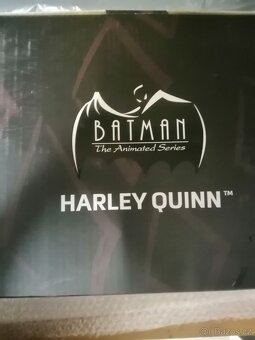 BATMAN
The Animated Series
HARLEY QUINN™